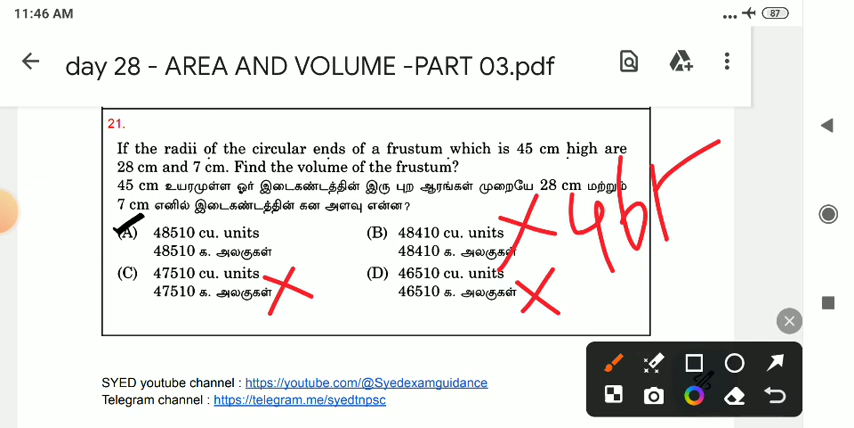 11:46 AM
87
day 28 - AREA AND VOLUME -PART 03.pdf
21.
If the radii of the circular ends of a frustum which is 45 cm high are
28 cm and 7 cm. Find the volume of the frustum?
45 cm உயரமுள்ள ஓர் இடைகண்டத்தின் இரு புற ஆரங்கள் முறையே 28 cm மற்றும்
7 cm எனில் இடைகண்டத்தின் கன அளவு என்ன?
(A) 48510 cu. units (B) 48410 cu. units
48510 க. அலகுகள் 48410 க. அலகுகள்
(C) 47510 cu. units (D) 46510 cu. units
47510 க. அலகுகள் 46510 க. அலகுகள்
SYED youtube channel : https://youtube.com/@Syedexamguidance
Telegram channel : https://telegram.me/syedtnpsc